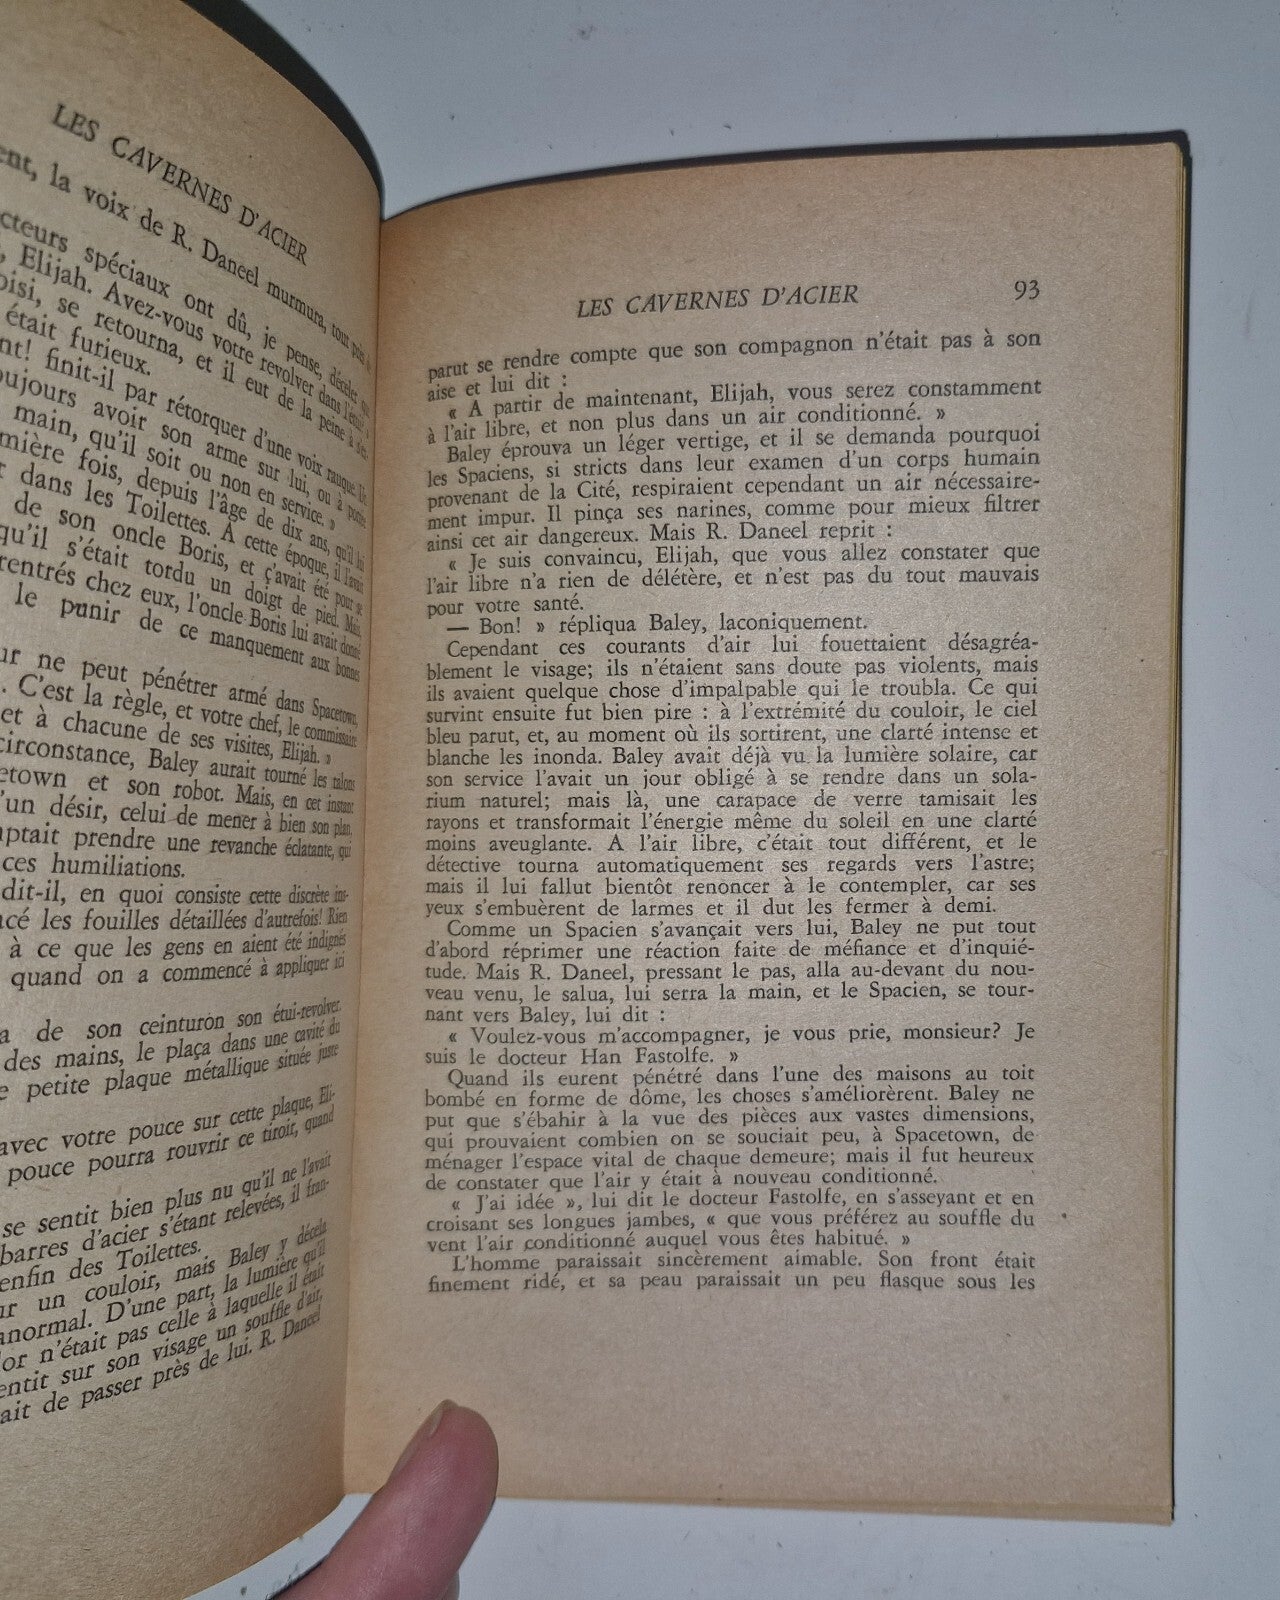 LES CAVERNES D'ACIER
ent, la voix de R. Daneel murmura, tout
cteurs spéciaux ont dû, je pense, déceler que
, Elijah. Avez-vous votre revolver dans l'étui? »
oisi, se retourna, et il eut de la peine à
était furieux.
nt! finit-il par rétorquer d'une voix rauque. Un
oujours avoir son arme sur lui, ou à portée
main, qu'il soit ou non en service. »
mière fois, depuis l'âge de dix ans, qu'il lui
r dans les Toilettes. A cette époque, il l'avait
de son oncle Boris, et ç'avait été pour se
qu'il s'était tordu un doigt de pied. Mais,
rentrés chez eux, l'oncle Boris lui avait donné
le punir de ce manquement aux bonnes
ur ne peut pénétrer armé dans Spacetown,
. C'est la règle, et votre chef, le commissaire
et à chacune de ses visites, Elijah. »
circonstance, Baley aurait tourné les talons
etown et son robot. Mais, en cet instant
'un désir, celui de mener à bien son plan,
mptait prendre une revanche éclatante, qui
ces humiliations.
dit-il, en quoi consiste cette discrète ins-
ncé les fouilles détaillées d'autrefois! Rien
à ce que les gens en aient été indignés
quand on a commencé à appliquer ici
a de son ceinturon son étui-revolver.
des mains, le plaça dans une cavité du
e petite plaque métallique située juste
avec votre pouce sur cette plaque, Eli-
pouce pourra rouvrir ce tiroir, quand
se sentit bien plus nu qu'il ne l'avait
barres d'acier s'étant relevées, il fran-
enfin des Toilettes.
ur un couloir, mais Baley y décela
anormal. D'une part, la lumière qu'il
or n'était pas celle à laquelle il était
entit sur son visage un souffle d'air,
ait de passer près de lui. R. Daneel
LES CAVERNES D'ACIER 93
parut se rendre compte que son compagnon n'était pas à son
aise et lui dit :
« A partir de maintenant, Elijah, vous serez constamment
à l'air libre, et non plus dans un air conditionné. »
Baley éprouva un léger vertige, et il se demanda pourquoi
les Spaciens, si stricts dans leur examen d'un corps humain
provenant de la Cité, respiraient cependant un air nécessaire-
ment impur. Il pinça ses narines, comme pour mieux filtrer
ainsi cet air dangereux. Mais R. Daneel reprit :
« Je suis convaincu, Elijah, que vous allez constater que
l'air libre n'a rien de délétère, et n'est pas du tout mauvais
pour votre santé.
— Bon! » répliqua Baley, laconiquement.
Cependant ces courants d'air lui fouettaient désagréa-
blement le visage; ils n'étaient sans doute pas violents, mais
ils avaient quelque chose d'impalpable qui le troubla. Ce qui
survint ensuite fut bien pire : à l'extrémité du couloir, le ciel
bleu parut, et, au moment où ils sortirent, une clarté intense et
blanche les inonda. Baley avait déjà vu la lumière solaire, car
son service l'avait un jour obligé à se rendre dans un sola-
rium naturel; mais là, une carapace de verre tamisait les
rayons et transformait l'énergie même du soleil en une clarté
moins aveuglante. A l'air libre, c'était tout différent, et le
détective tourna automatiquement ses regards vers l'astre;
mais il lui fallut bientôt renoncer à le contempler, car ses
yeux s'embuèrent de larmes et il dut les fermer à demi.
Comme un Spacien s'avançait vers lui, Baley ne put tout
d'abord réprimer une réaction faite de méfiance et d'inquié-
tude. Mais R. Daneel, pressant le pas, alla au-devant du nou-
veau venu, le salua, lui serra la main, et le Spacien, se tour-
nant vers Baley, lui dit :
« Voulez-vous m'accompagner, je vous prie, monsieur? Je
suis le docteur Han Fastolfe. »
Quand ils eurent pénétré dans l'une des maisons au toit
bombé en forme de dôme, les choses s'améliorèrent. Baley ne
put que s'ébahir à la vue des pièces aux vastes dimensions,
qui prouvaient combien on se souciait peu, à Spacetown, de
ménager l'espace vital de chaque demeure; mais il fut heureux
de constater que l'air y était à nouveau conditionné.
« J'ai idée », lui dit le docteur Fastolfe, en s'asseyant et en
croisant ses longues jambes, « que vous préférez au souffle du
vent l'air conditionné auquel vous êtes habitué. »
L'homme paraissait sincèrement aimable. Son front était
finement ridé, et sa peau paraissait un peu flasque sous les